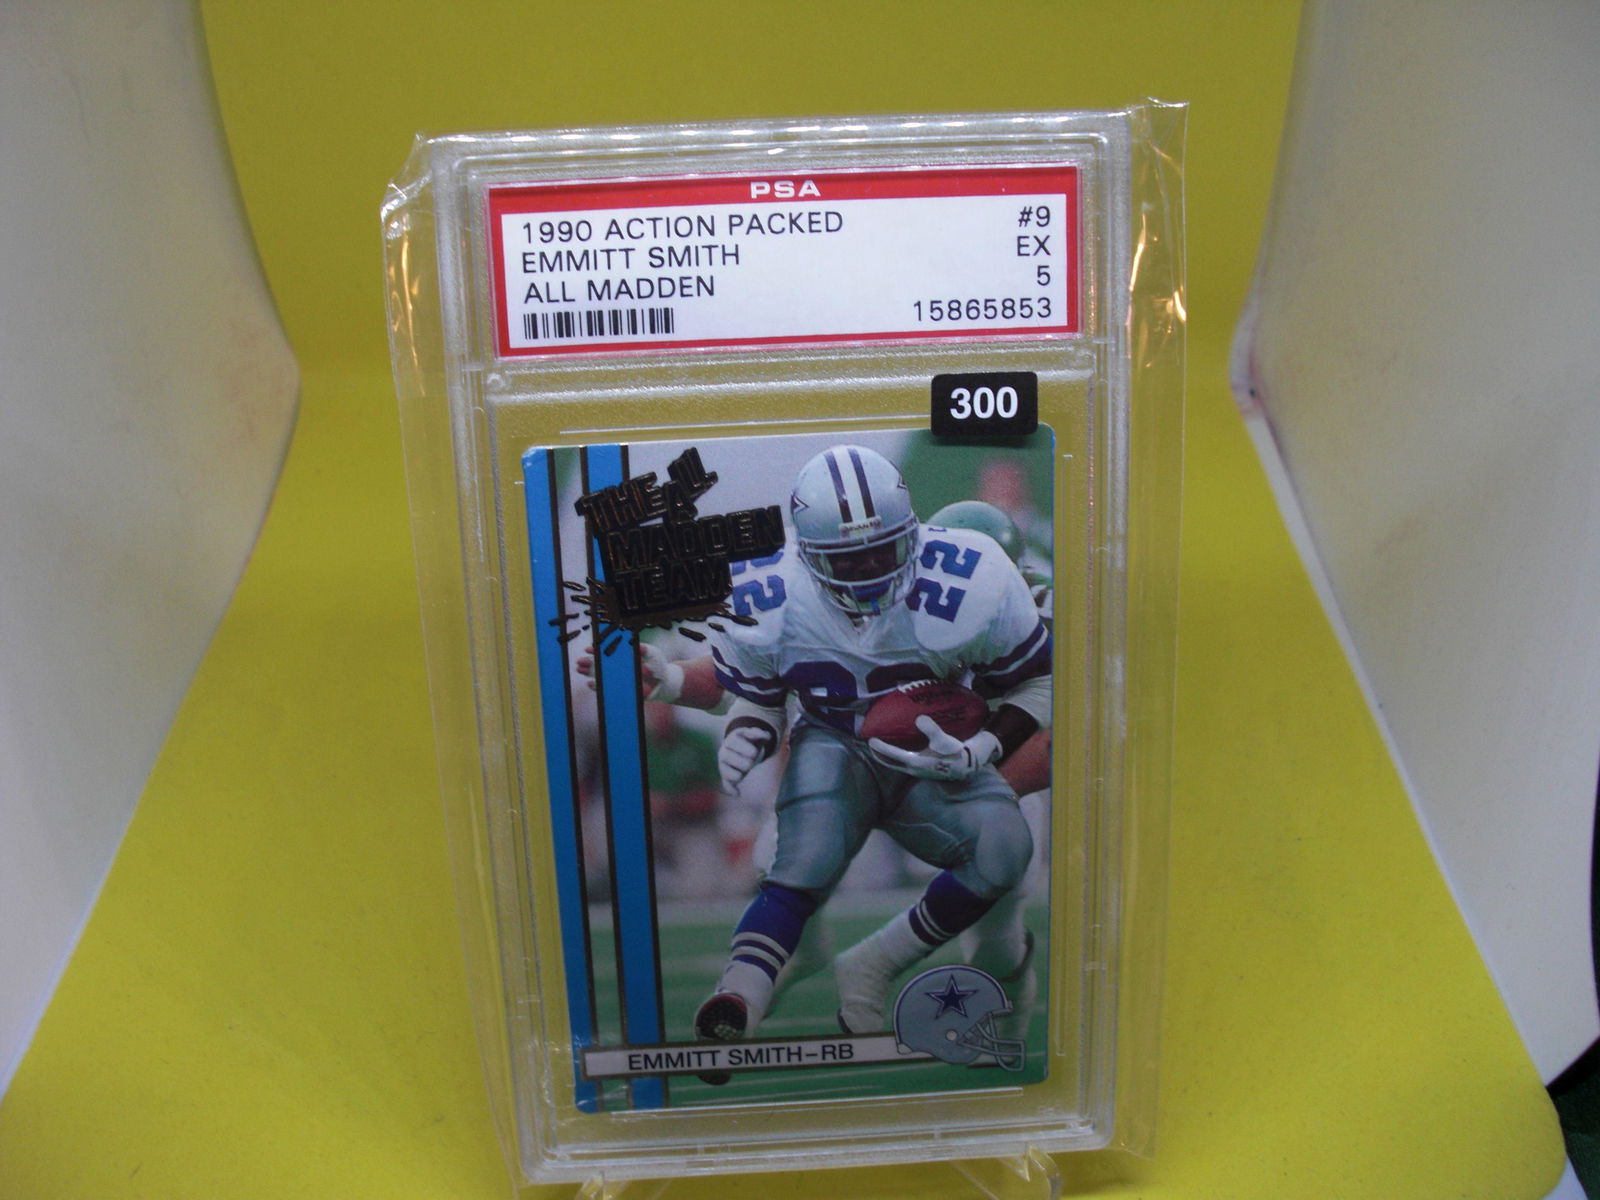 PSA
1990 ACTION PACKED #9
EMMITT SMITH EX
ALL MADDEN 5
15865853
300
THE ALL
MADDEN
TEAM
22
22
22
EMMITT SMITH-RB